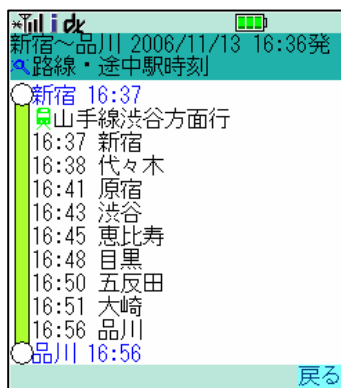 新宿～品川 2006/11/13 16:36発
路線・途中駅時刻
新宿 16:37
山手線渋谷方面行
16:37 新宿
16:38 代々木
16:41 原宿
16:43 渋谷
16:45 恵比寿
16:48 目黒
16:50 五反田
16:51 大崎
16:56 品川
品川 16:56
戻る